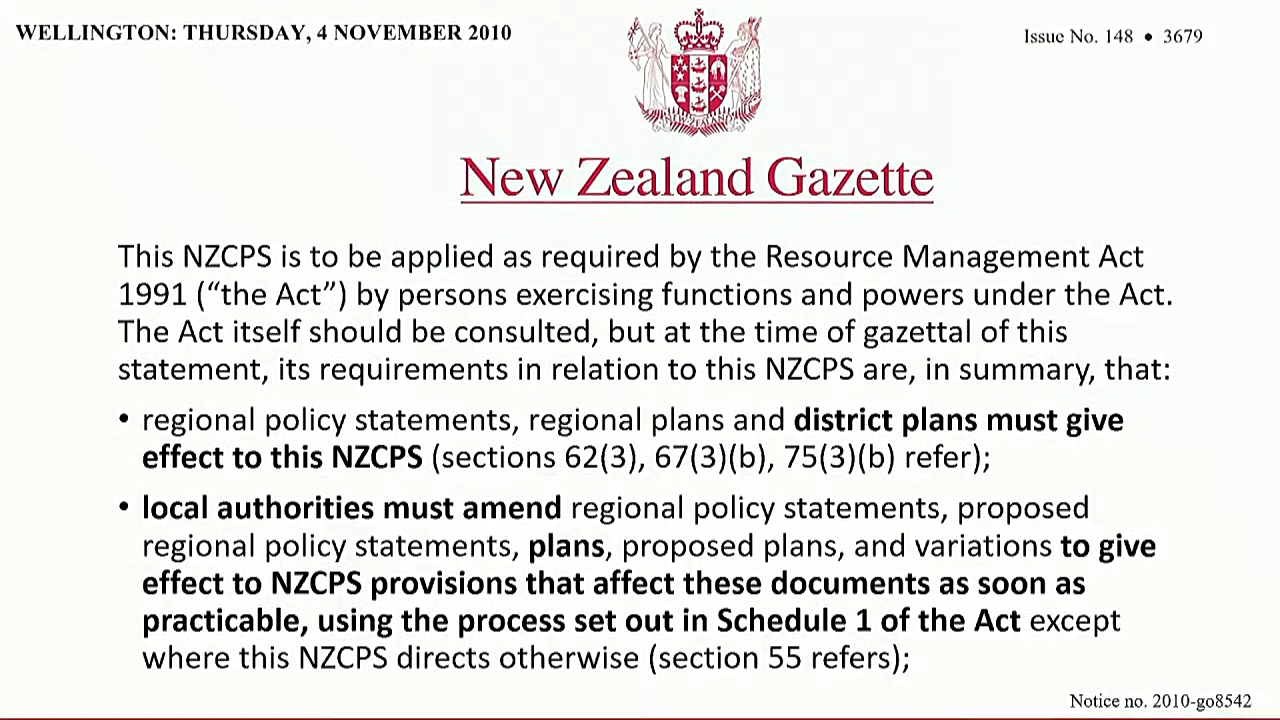 WELLINGTON: THURSDAY, 4 NOVEMBER 2010
Issue No. 148 • 3679
New Zealand Gazette
This NZCPS is to be applied as required by the Resource Management Act
1991 (“the Act”) by persons exercising functions and powers under the Act.
The Act itself should be consulted, but at the time of gazettal of this
statement, its requirements in relation to this NZCPS are, in summary, that:
• regional policy statements, regional plans and district plans must give
effect to this NZCPS (sections 62(3), 67(3)(b), 75(3)(b) refer);
• local authorities must amend regional policy statements, proposed
regional policy statements, plans, proposed plans, and variations to give
effect to NZCPS provisions that affect these documents as soon as
practicable, using the process set out in Schedule 1 of the Act except
where this NZCPS directs otherwise (section 55 refers);
Notice no. 2010-go8542